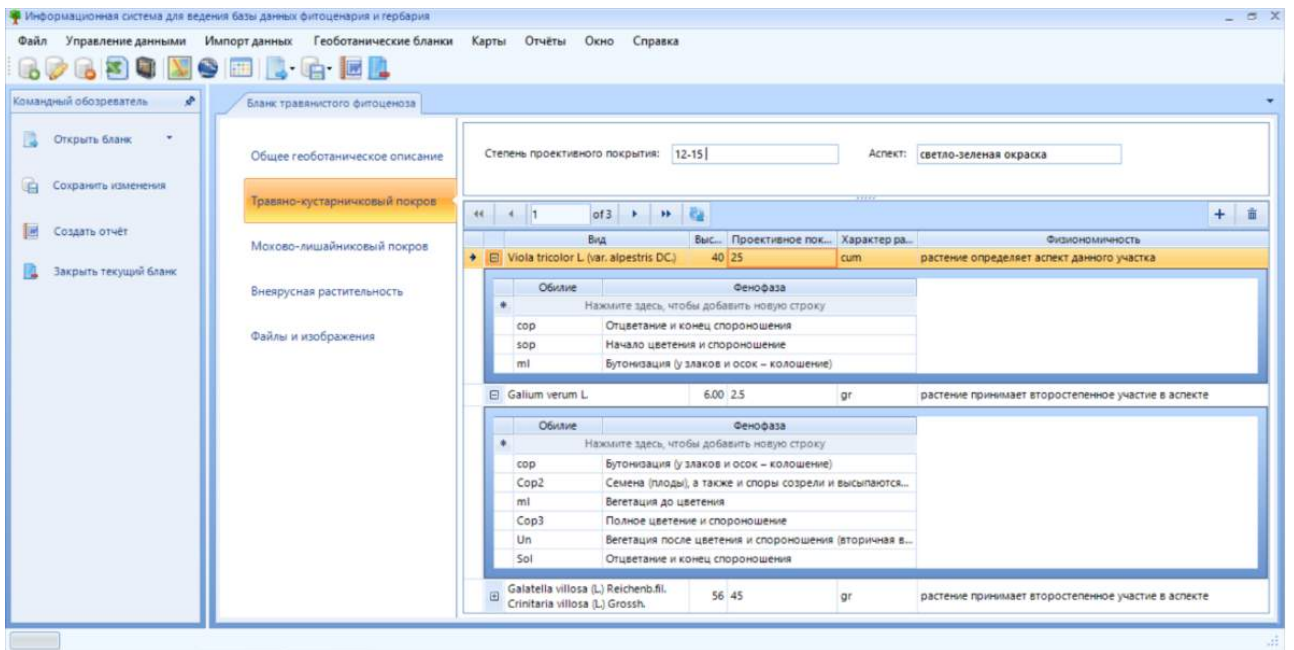 Информационная система для ведения базы данных фитоценария и гербария
Файл Управление данными Импорт данных Геоботанические бланки Карты Отчёты Окно Справка
Командный обозреватель
Открыть бланк
Сохранить изменения
Создать отчёт
Закрыть текущий бланк
Бланк травянистого фитоценоза
Общее геоботаническое описание
Травяно-кустарничковый покров
Мохово-лишайниковый покров
Внеярусная растительность
Файлы и изображения
Степень проективного покрытия: 12-15 Аспект: светло-зеленая окраска
1 of 3
Вид Выс... Проективное пок... Характер ра... Физиономичность
Viola tricolor L. (var. alpestris DC.) 40 25 cum растение определяет аспект данного участка
Обилие Фенофаза
Нажмите здесь, чтобы добавить новую строку
cop Отцветание и конец спороношения
sop Начало цветения и спороношение
ml Бутонизация (у злаков и осок – колошение)
Galium verum L. 6.00 2.5 gr растение принимает второстепенное участие в аспекте
Обилие Фенофаза
Нажмите здесь, чтобы добавить новую строку
cop Бутонизация (у злаков и осок – колошение)
Cop2 Семена (плоды), а также и споры созрели и высыпаются...
ml Вегетация до цветения
Cop3 Полное цветение и спороношение
Un Вегетация после цветения и спороношения (вторичная в...
Sol Отцветание и конец спороношения
Galatella villosa (L.) Reichenb.fil.
Crinitaria villosa (L.) Grossh. 56 45 gr растение принимает второстепенное участие в аспекте